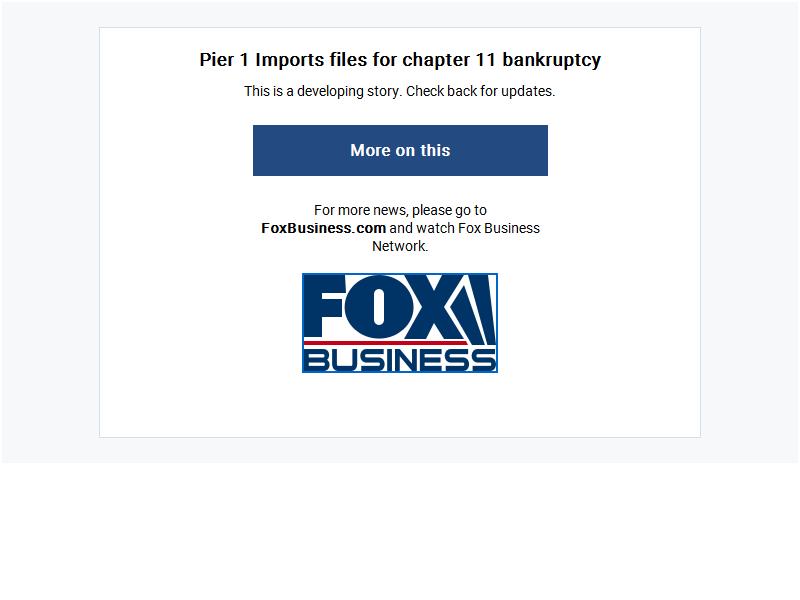 Pier 1 Imports files for chapter 11 bankruptcy
This is a developing story. Check back for updates.
More on this
For more news, please go to
FoxBusiness.com and watch Fox Business
Network.
FOX
BUSINESS